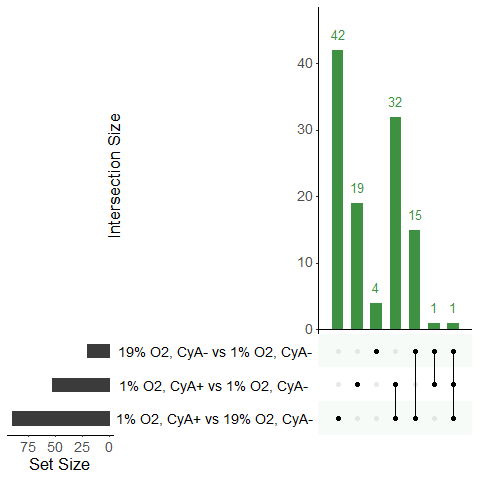 42
40
32
30
Intersection Size
19
20
15
10
4
1
1
0
19% O2, CyA- vs 1% O2, CyA-
1% O2, CyA+ vs 1% O2, CyA-
1% O2, CyA+ vs 19% O2, CyA-
75 50 25 0
Set Size